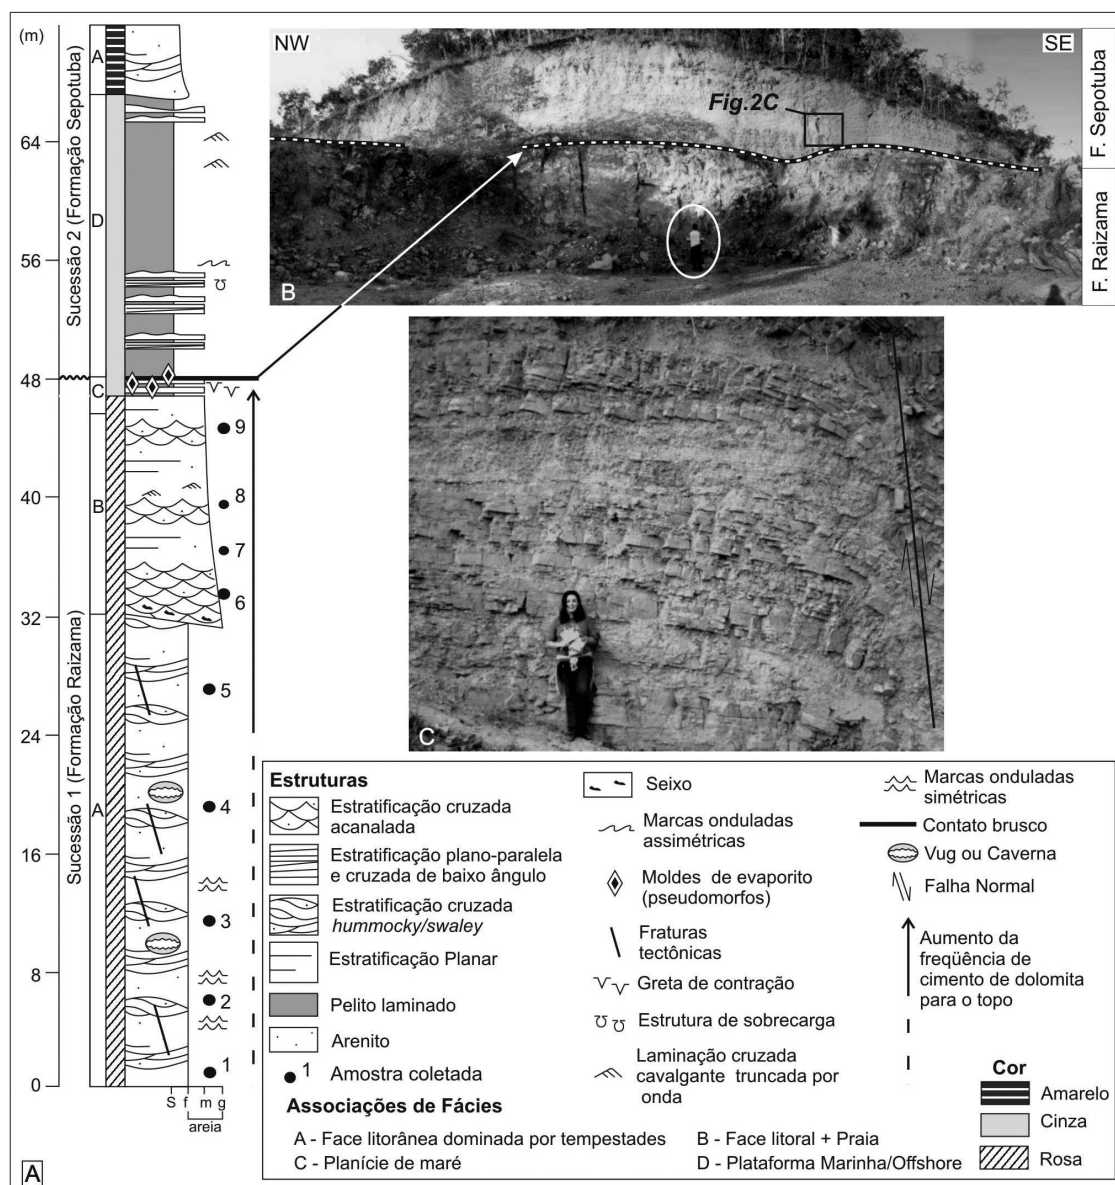 (m)
64
56
48
40
32
24
16
8
0
Sucessão 2 (Formação Sepotuba)
Sucessão 1 (Formação Raizama)
A
D
C
B
A
9
8
7
6
5
4
3
2
1
S f m g
areia
A
NW
SE
Fig.2C
B
F. Sepotuba
F. Raizama
C
Estruturas
Estratificação cruzada
acanalada
Estratificação plano-paralela
e cruzada de baixo ângulo
Estratificação cruzada
hummocky/swaley
Estratificação Planar
Pelito laminado
Arenito
1 Amostra coletada
Seixo
Marcas onduladas
assimétricas
Moldes de evaporito
(pseudomorfos)
Fraturas
tectônicas
Greta de contração
Estrutura de sobrecarga
Laminação cruzada
cavalgante truncada por
onda
Marcas onduladas
simétricas
Contato brusco
Vug ou Caverna
Falha Normal
Aumento da
freqüência de
cimento de dolomita
para o topo
Cor
Amarelo
Cinza
Rosa
Associações de Fácies
A - Face litorânea dominada por tempestades
B - Face litoral + Praia
C - Planície de maré
D - Plataforma Marinha/Offshore